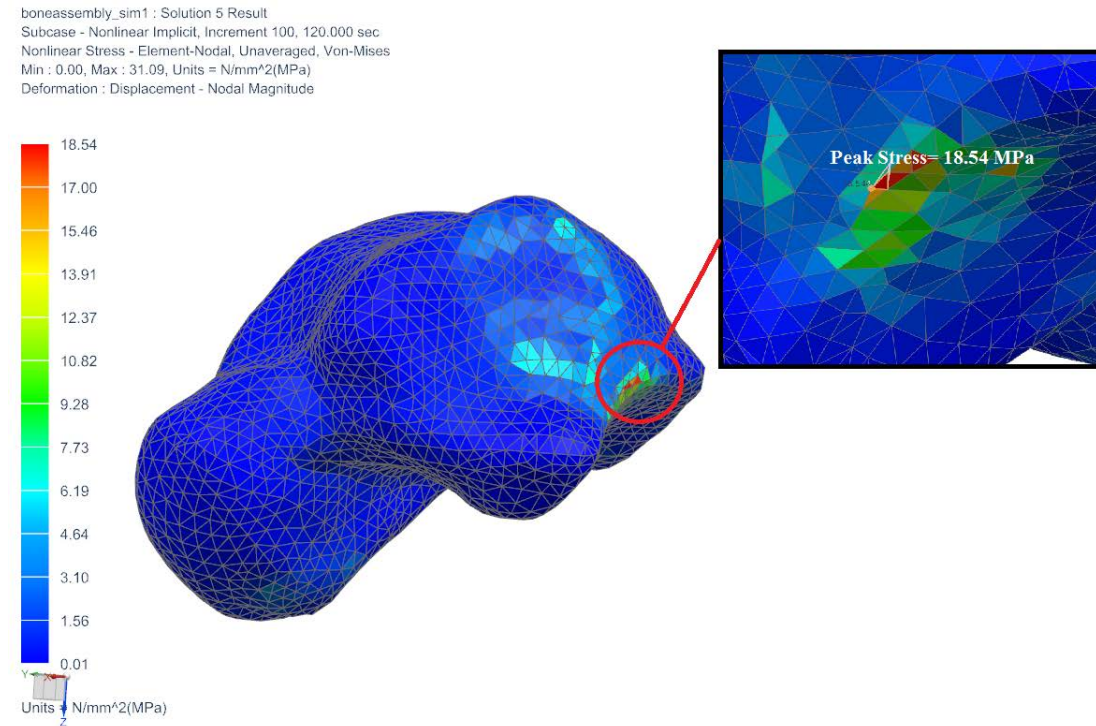 boneassembly_sim1 : Solution 5 Result
Subcase - Nonlinear Implicit, Increment 100, 120.000 sec
Nonlinear Stress - Element-Nodal, Unaveraged, Von-Mises
Min : 0.00, Max : 31.09, Units = N/mm^2(MPa)
Deformation : Displacement - Nodal Magnitude
Peak Stress= 18.54 MPa
18.54
17.00
15.46
13.91
12.37
10.82
9.28
7.73
6.19
4.64
3.10
1.56
0.01
Y
X
Z
Units = N/mm^2(MPa)